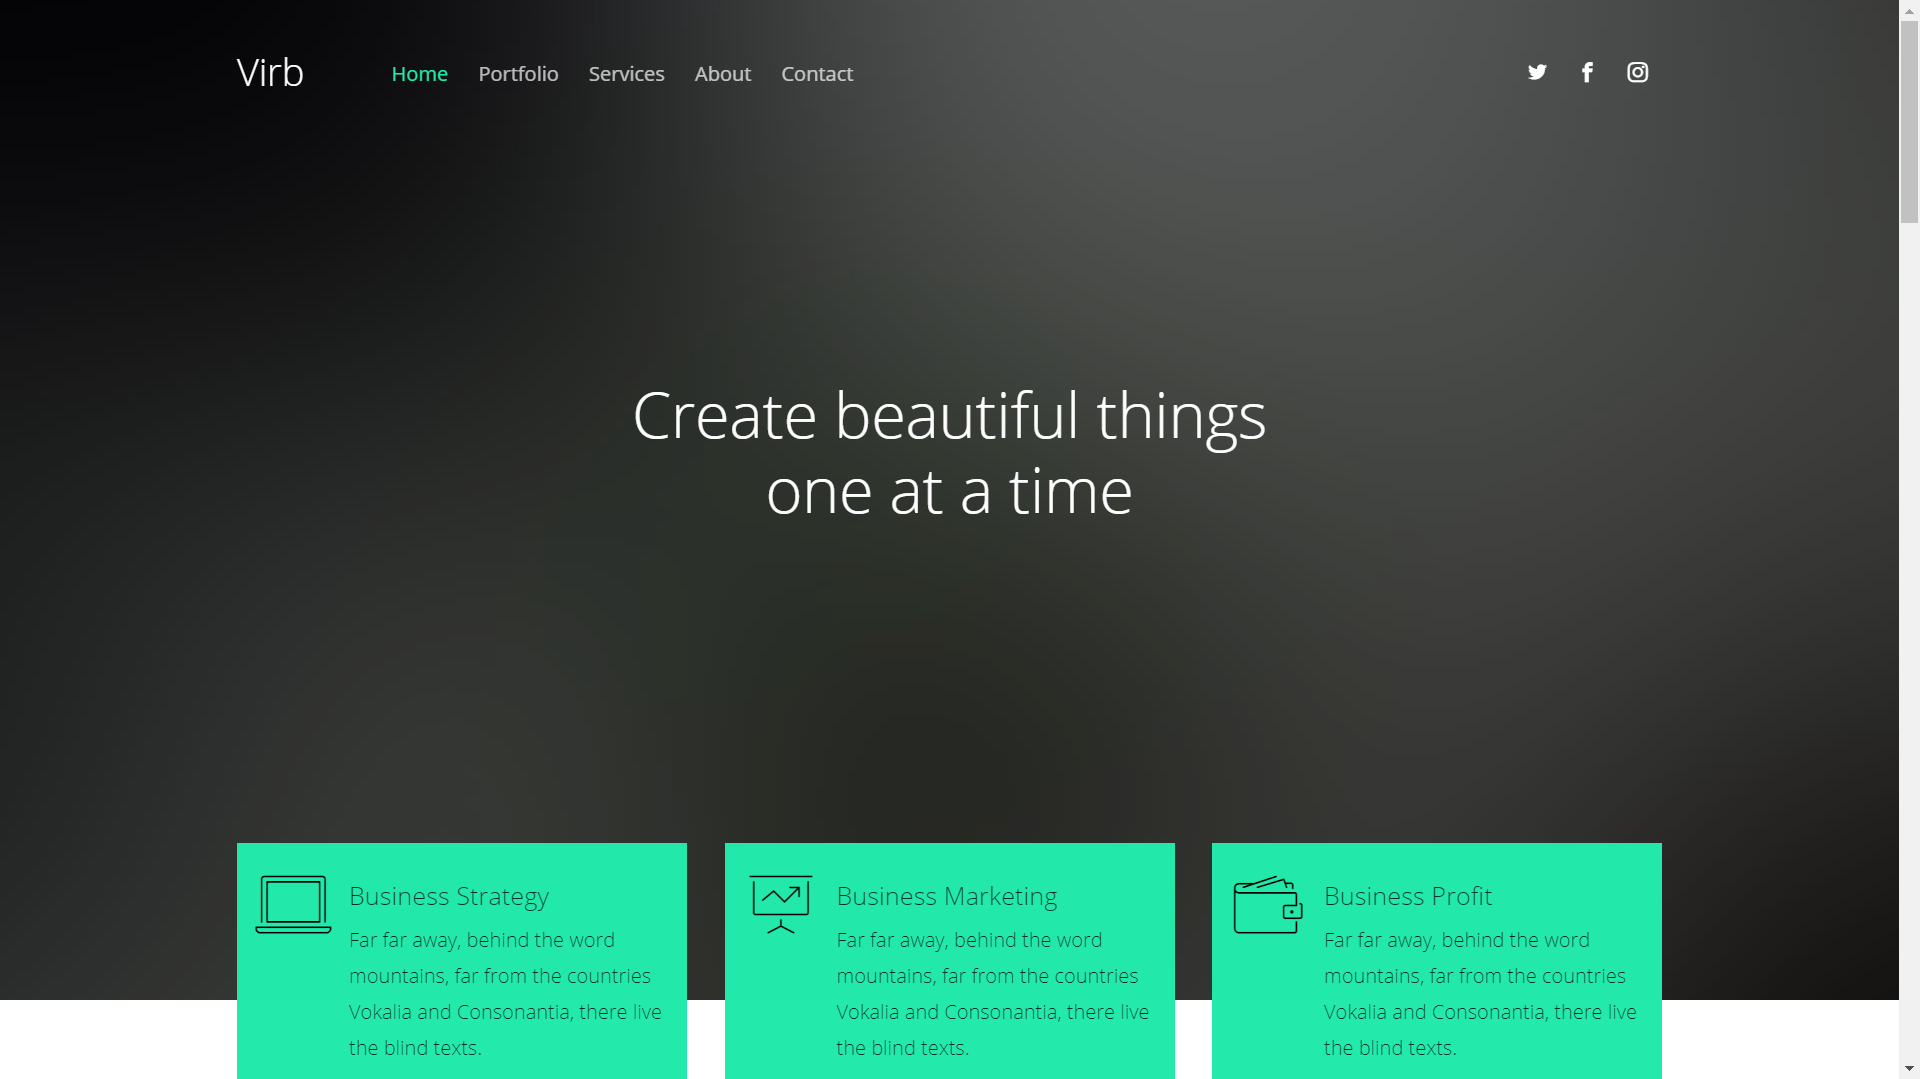 Virb
Home Portfolio Services About Contact
Create beautiful things
one at a time
Business Strategy
Far far away, behind the word
mountains, far from the countries
Vokalia and Consonantia, there live
the blind texts.
Business Marketing
Far far away, behind the word
mountains, far from the countries
Vokalia and Consonantia, there live
the blind texts.
Business Profit
Far far away, behind the word
mountains, far from the countries
Vokalia and Consonantia, there live
the blind texts.